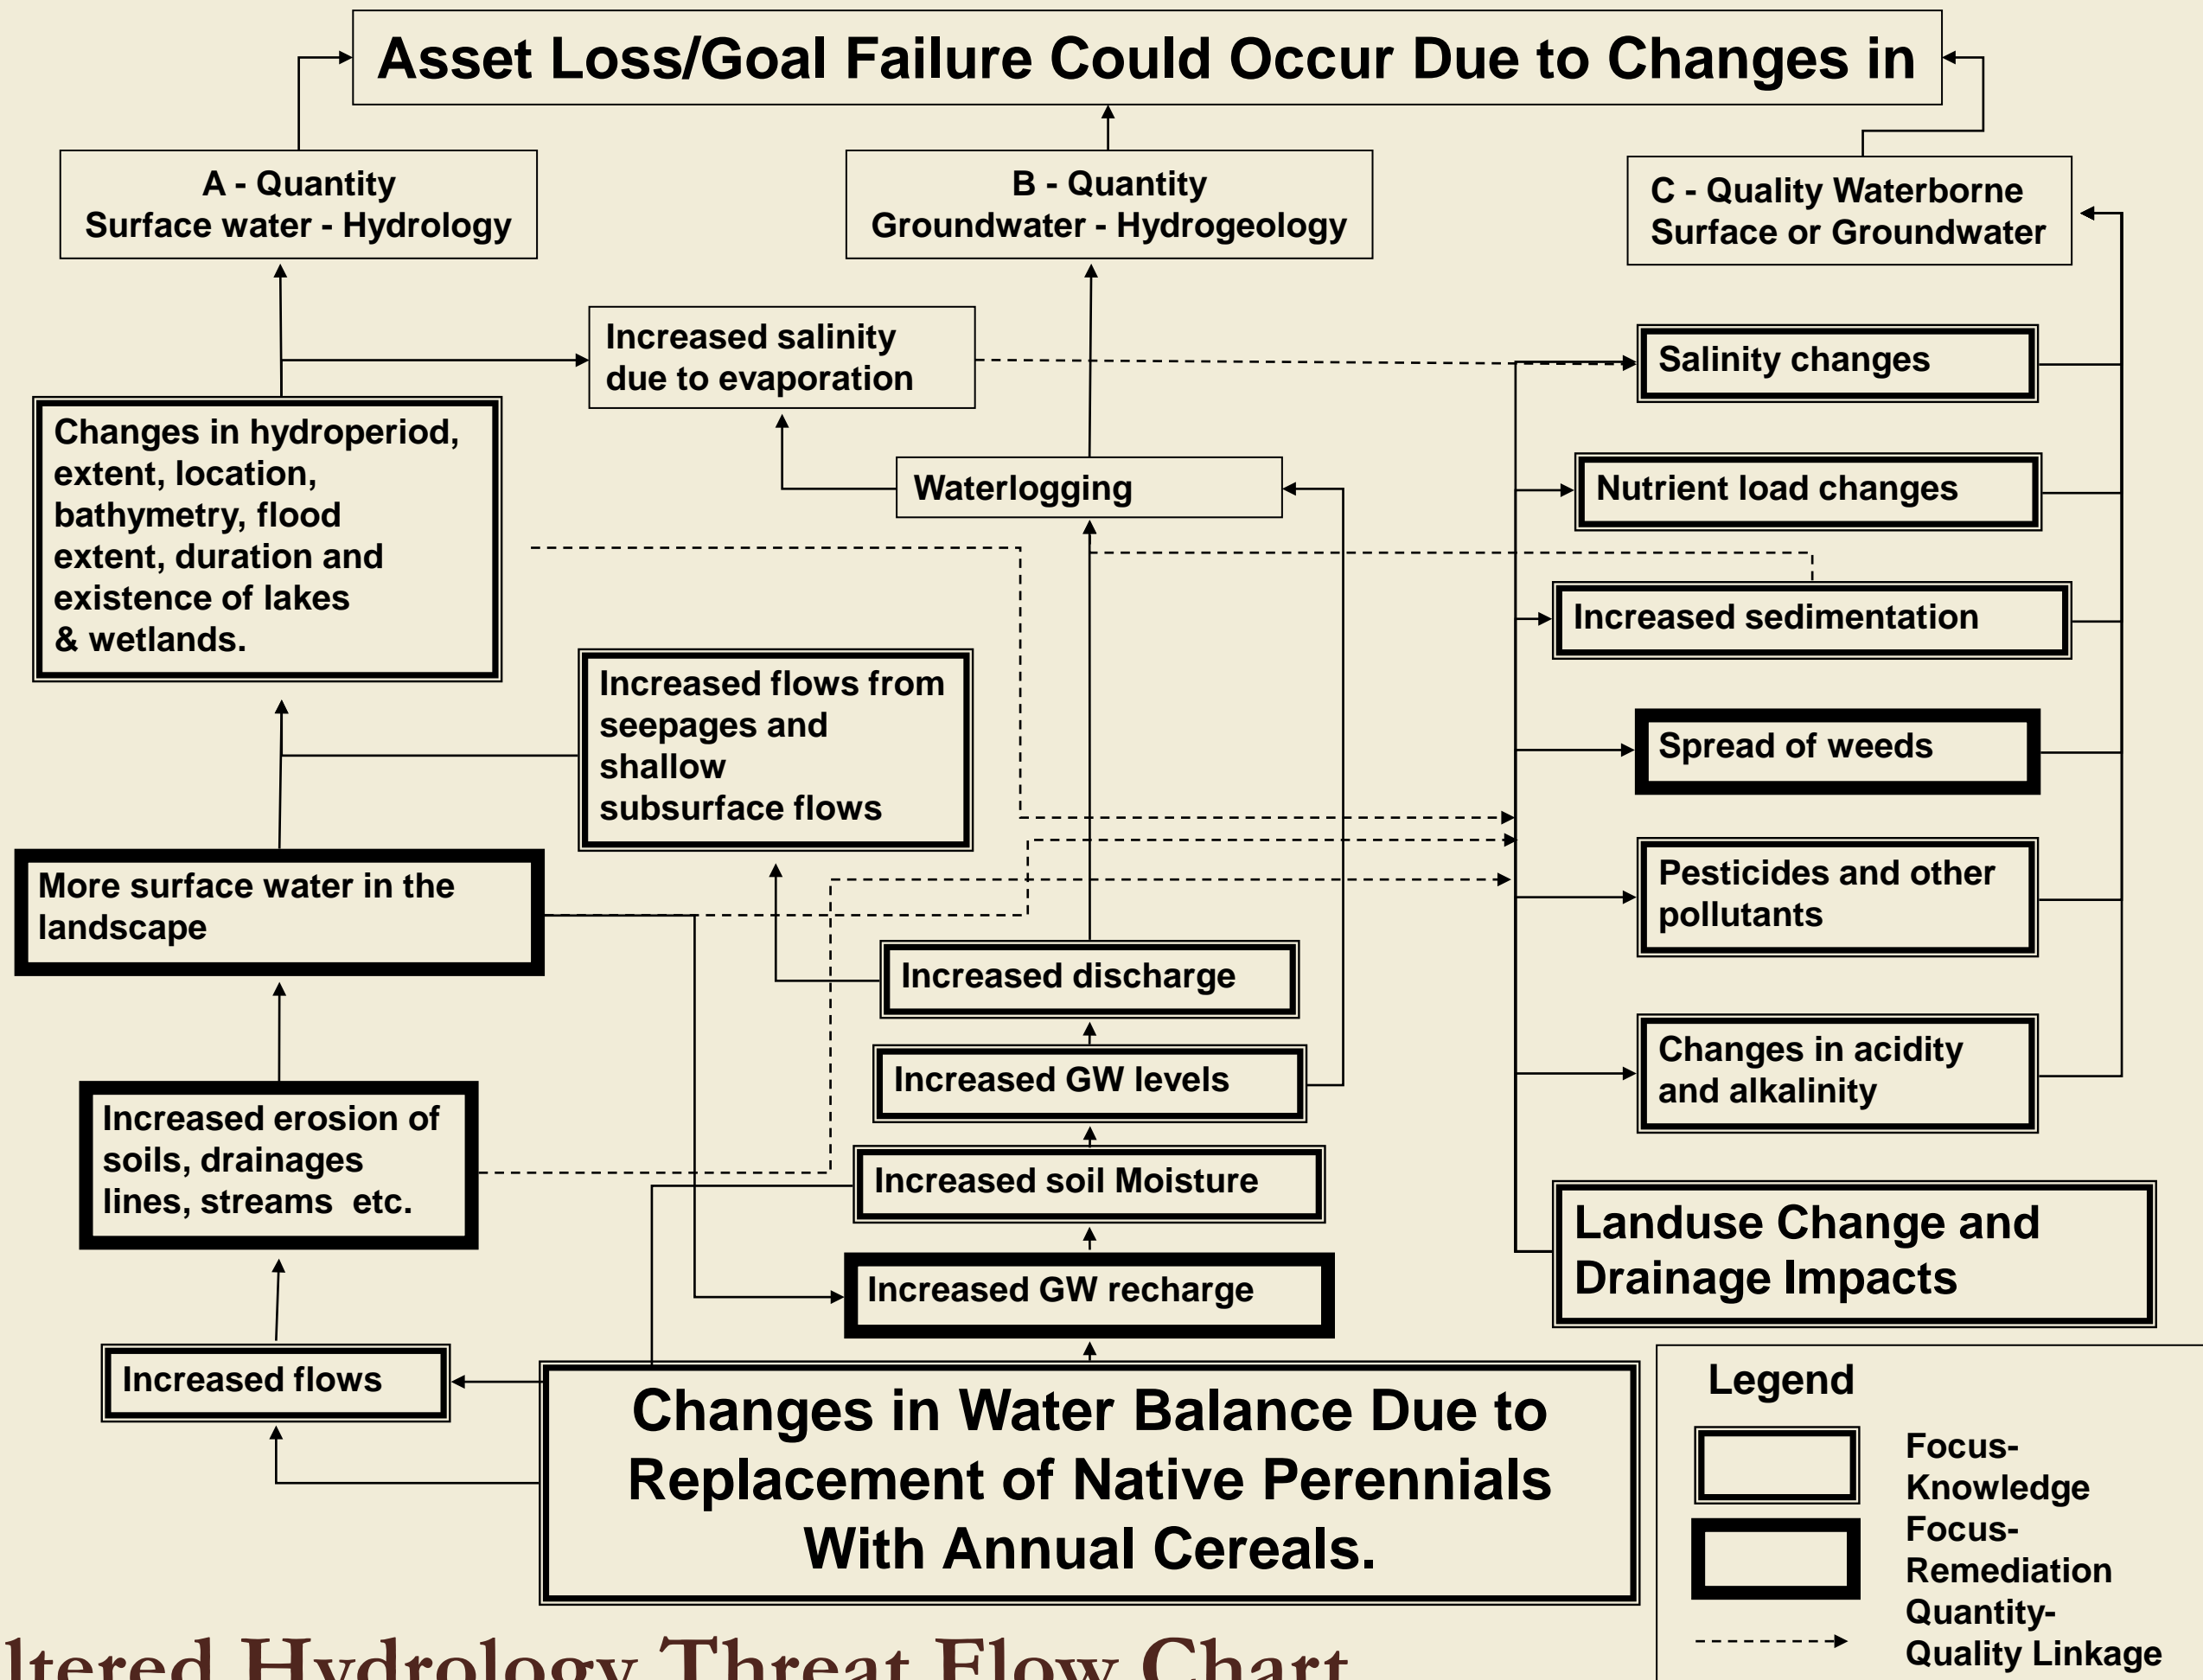 Asset Loss/Goal Failure Could Occur Due to Changes in
A - Quantity
Surface water - Hydrology
B - Quantity
Groundwater - Hydrogeology
C - Quality Waterborne
Surface or Groundwater
Increased salinity
due to evaporation
Salinity changes
Changes in hydroperiod,
extent, location,
bathymetry, flood
extent, duration and
existence of lakes
& wetlands.
Waterlogging
Nutrient load changes
Increased sedimentation
Increased flows from
seepages and
shallow
subsurface flows
Spread of weeds
More surface water in the
landscape
Pesticides and other
pollutants
Increased discharge
Increased GW levels
Changes in acidity
and alkalinity
Increased erosion of
soils, drainages
lines, streams  etc.
Increased soil Moisture
Landuse Change and
Drainage Impacts
Increased GW recharge
Increased flows
Changes in Water Balance Due to
Replacement of Native Perennials
With Annual Cereals.
Legend
Focus-
Knowledge
Focus-
Remediation
Quantity-
Quality Linkage
ltered Hydrology Threat Flow Chart